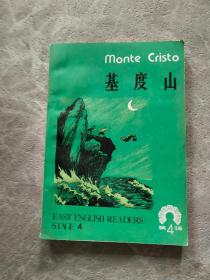 Monte Cristo
基度山
EASY ENGLISH READERS
STAGE 4
第4级